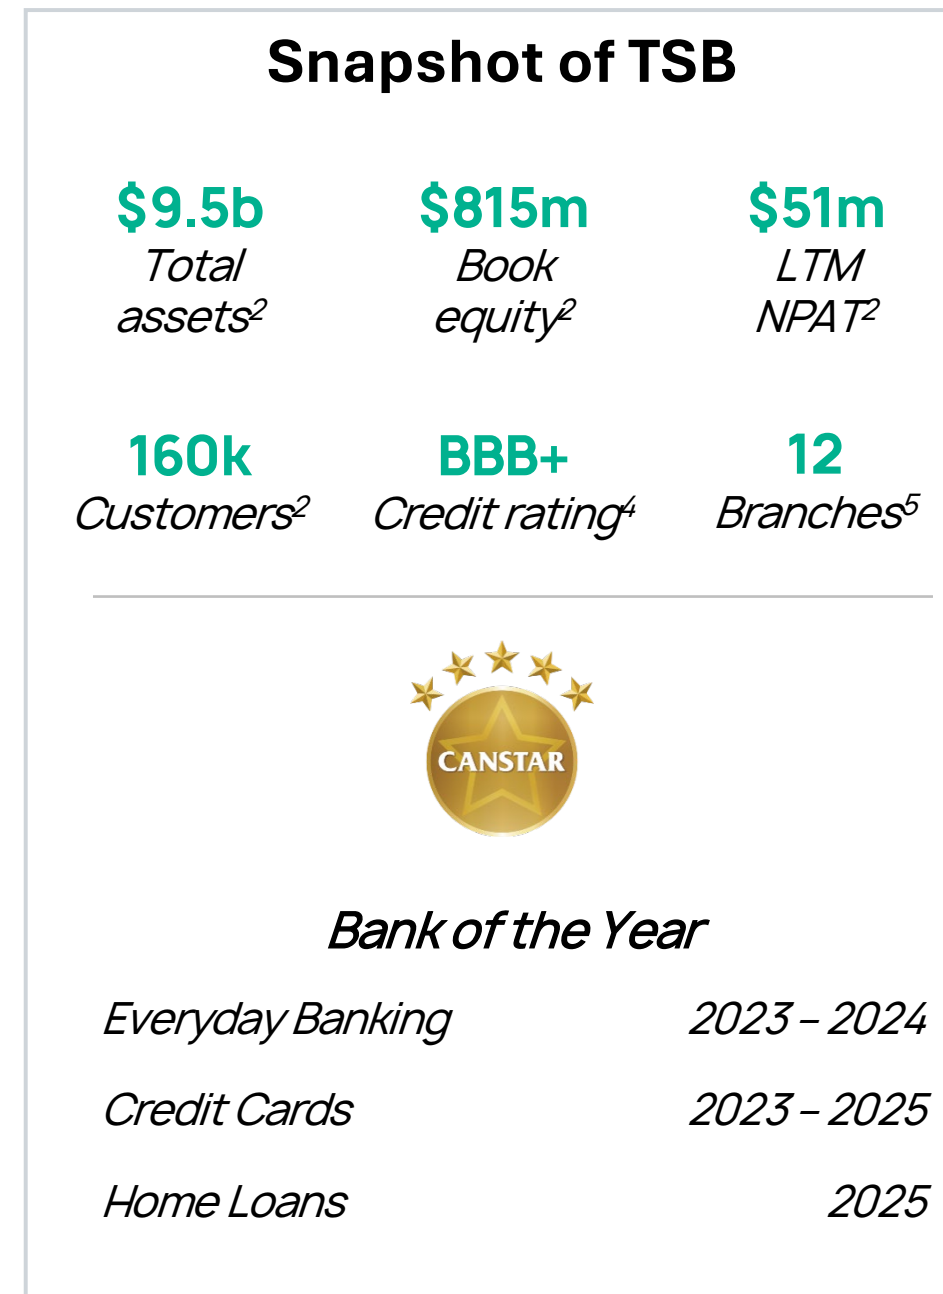 Snapshot of TSB
$9.5b $815m $51m
Total Book LTM
assets² equity² NPAT²
160k BBB+ 12
Customers² Credit rating⁴ Branches⁵
CANSTAR
Bank of the Year
Everyday Banking 2023 – 2024
Credit Cards 2023 – 2025
Home Loans 2025